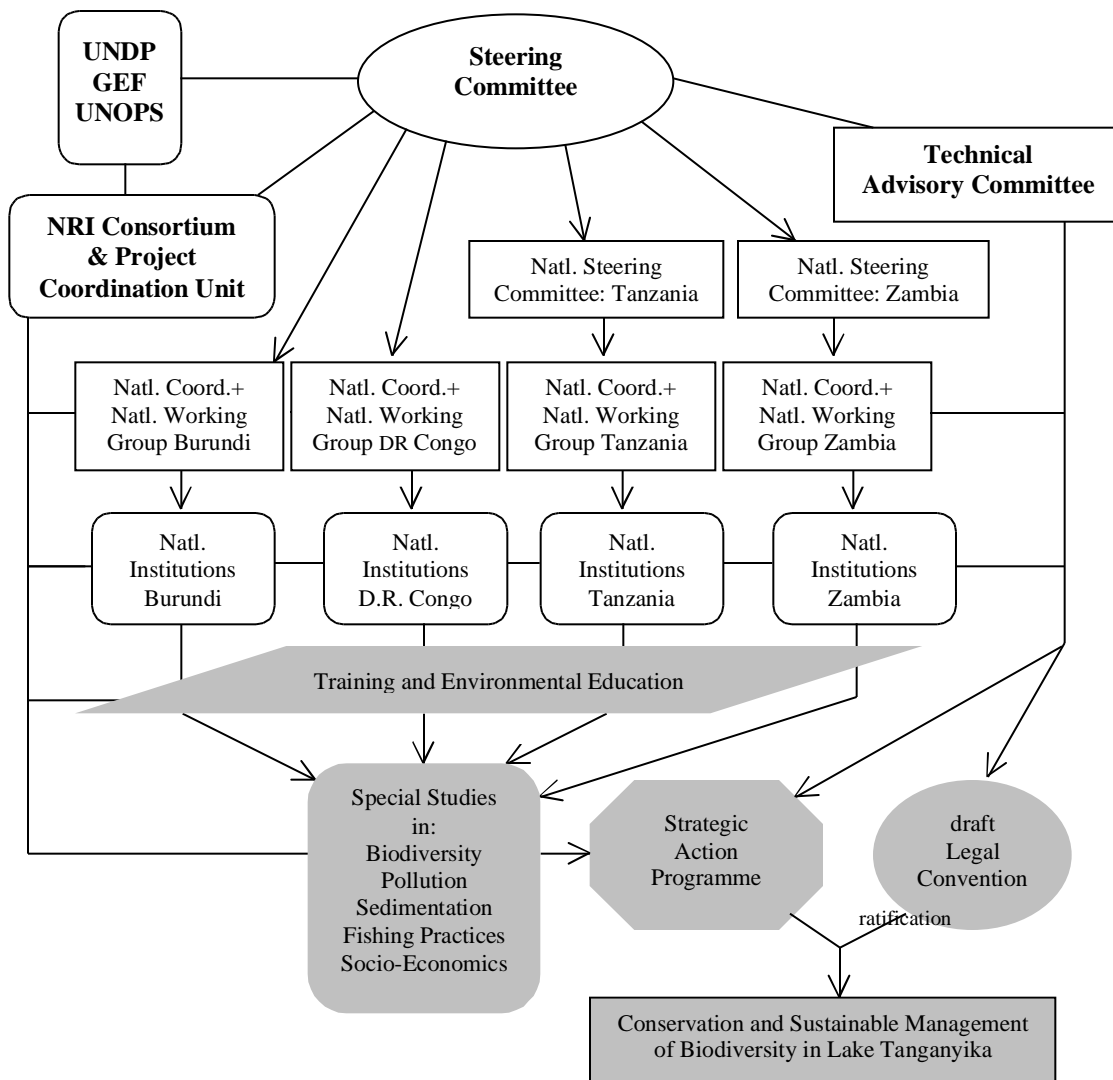 UNDP
GEF
UNOPS
Steering
Committee
Technical
Advisory Committee
NRI Consortium
& Project
Coordination Unit
Natl. Steering
Committee: Tanzania
Natl. Steering
Committee: Zambia
Natl. Coord.+
Natl. Working
Group Burundi
Natl. Coord.+
Natl. Working
Group DR Congo
Natl. Coord.+
Natl. Working
Group Tanzania
Natl. Coord.+
Natl. Working
Group Zambia
Natl.
Institutions
Burundi
Natl.
Institutions
D.R. Congo
Natl.
Institutions
Tanzania
Natl.
Institutions
Zambia
Training and Environmental Education
Special Studies
in:
Biodiversity
Pollution
Sedimentation
Fishing Practices
Socio-Economics
Strategic
Action
Programme
draft
Legal
Convention
ratification
Conservation and Sustainable Management
of Biodiversity in Lake Tanganyika